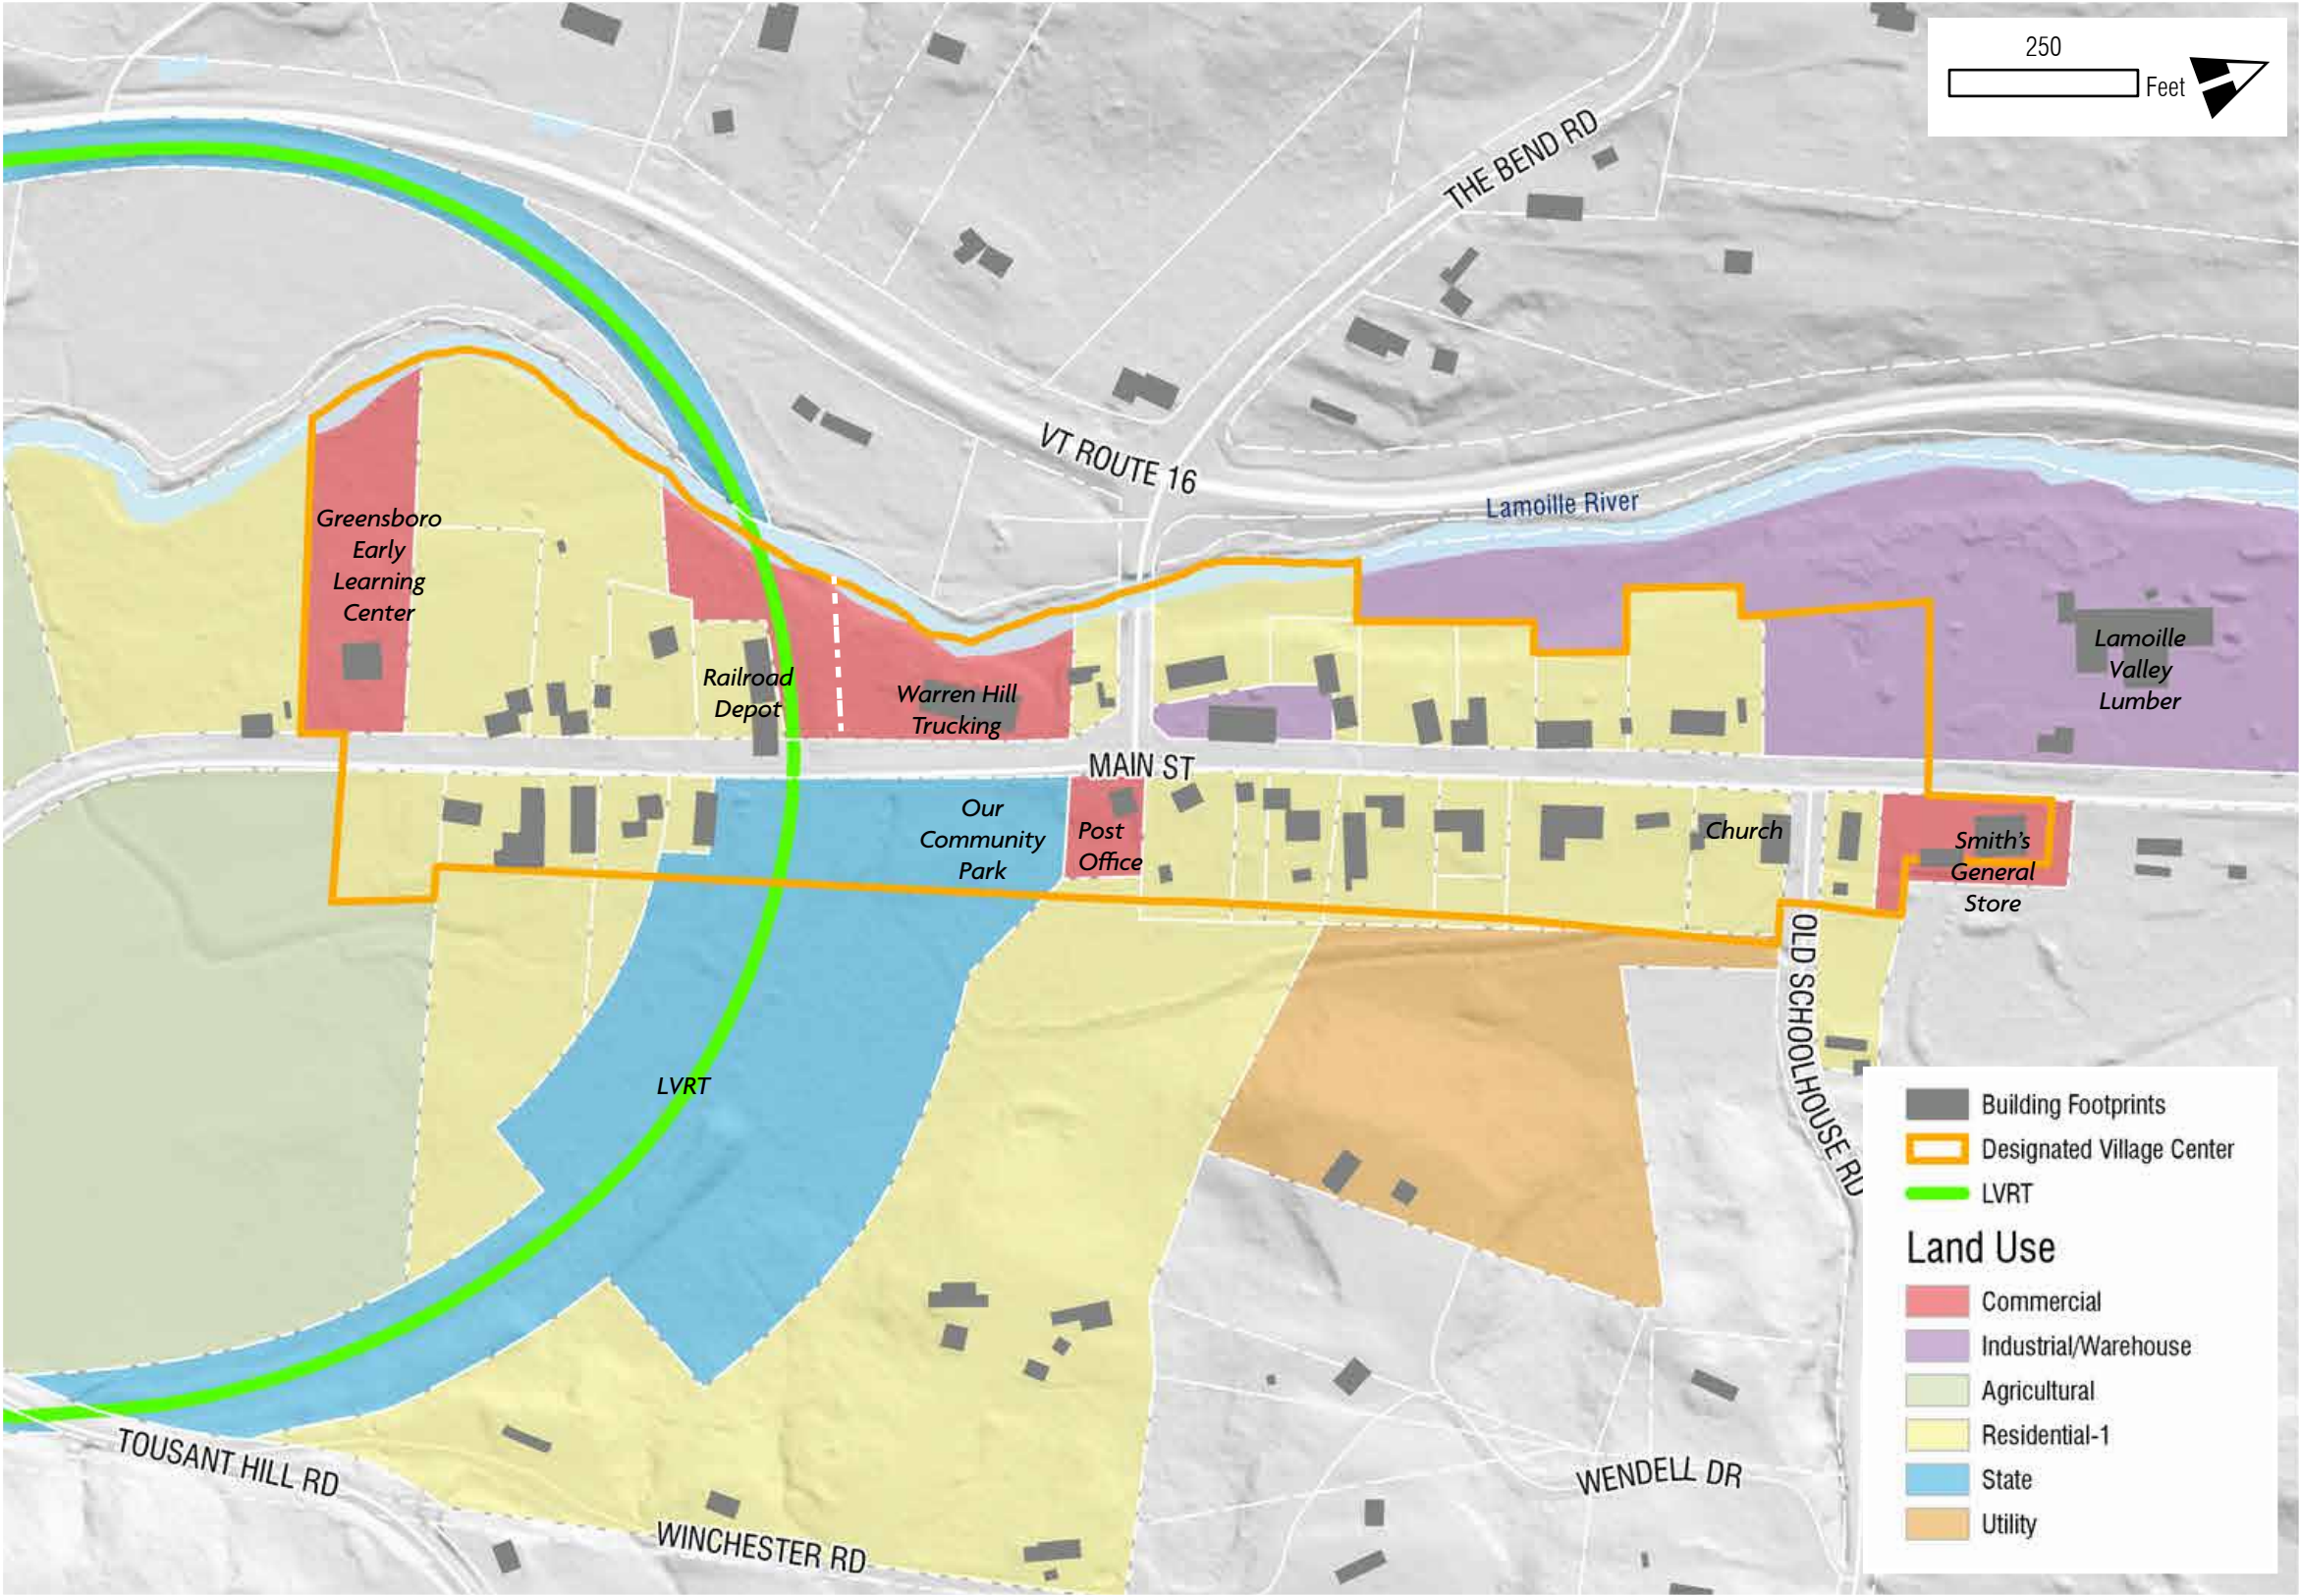 250
Feet
THE BEND RD
VT ROUTE 16
Lamoille River
Greensboro
Early
Learning
Center
Railroad
Depot
Warren Hill
Trucking
Lamoille
Valley
Lumber
MAIN ST
Our
Community
Park
Post
Office
Church
Smith's
General
Store
OLD SCHOOLHOUSE RD
LVRT
TOUSANT HILL RD
WINCHESTER RD
WENDELL DR
Building Footprints
Designated Village Center
LVRT
Land Use
Commercial
Industrial/Warehouse
Agricultural
Residential-1
State
Utility